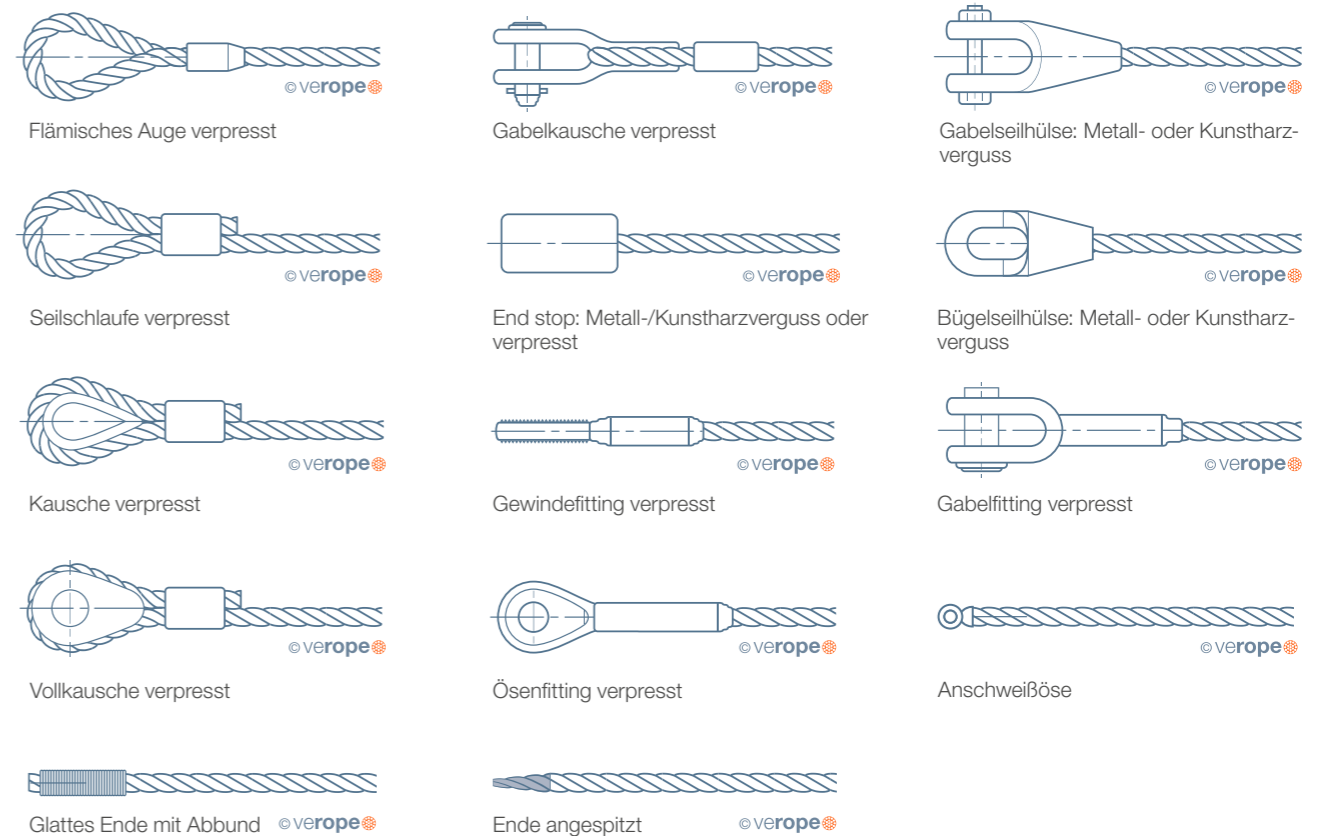 © verope
Flämisches Auge verpresst
© verope
Gabelkausche verpresst
© verope
Gabelseilhülse: Metall- oder Kunstharz-
verguss
© verope
Seilschlaufe verpresst
© verope
End stop: Metall-/Kunstharzverguss oder
verpresst
© verope
Bügelseilhülse: Metall- oder Kunstharz-
verguss
© verope
Kausche verpresst
© verope
Gewindefitting verpresst
© verope
Gabelfitting verpresst
© verope
Vollkausche verpresst
© verope
Ösenfitting verpresst
© verope
Anschweißöse
Glattes Ende mit Abbund © verope
Ende angespitzt © verope